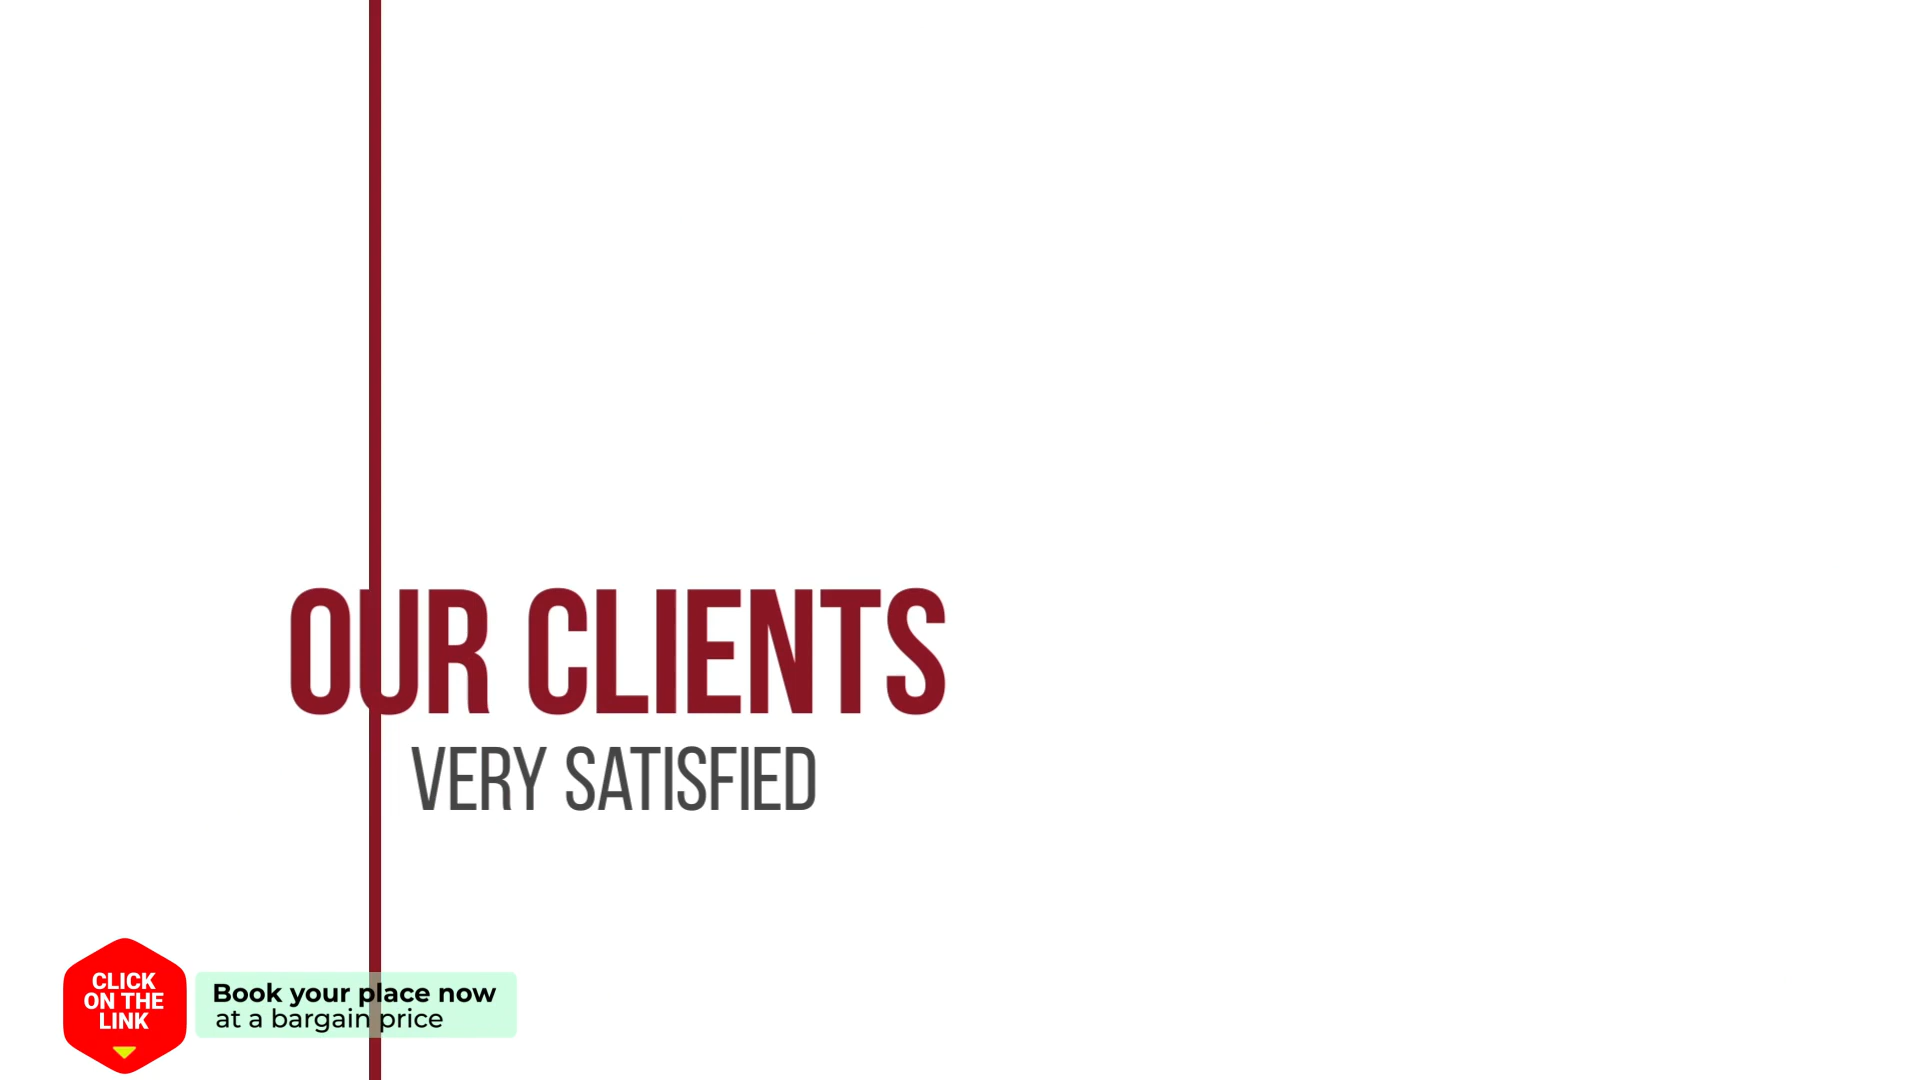 OUR CLIENTS
VERY SATISFIED
CLICK
ON THE
LINK
Book your place now
at a bargain price